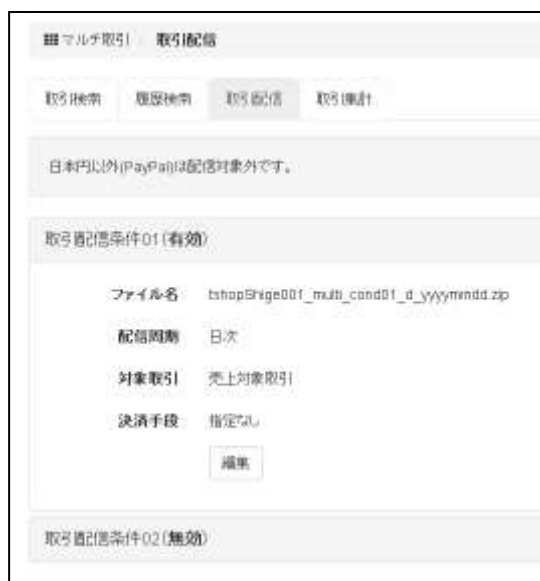 マルチ取引 取引配信
取引検索 履歴検索 取引配信 取引集計
日本円以外(PayPal)は配信対象外です。
取引配信条件01(有効)
ファイル名 tshopShige001_multi_cond01_d_yyyymmdd.zip
配信周期 日次
対象取引 売上対象取引
決済手段 指定なし
編集
取引配信条件02(無効)